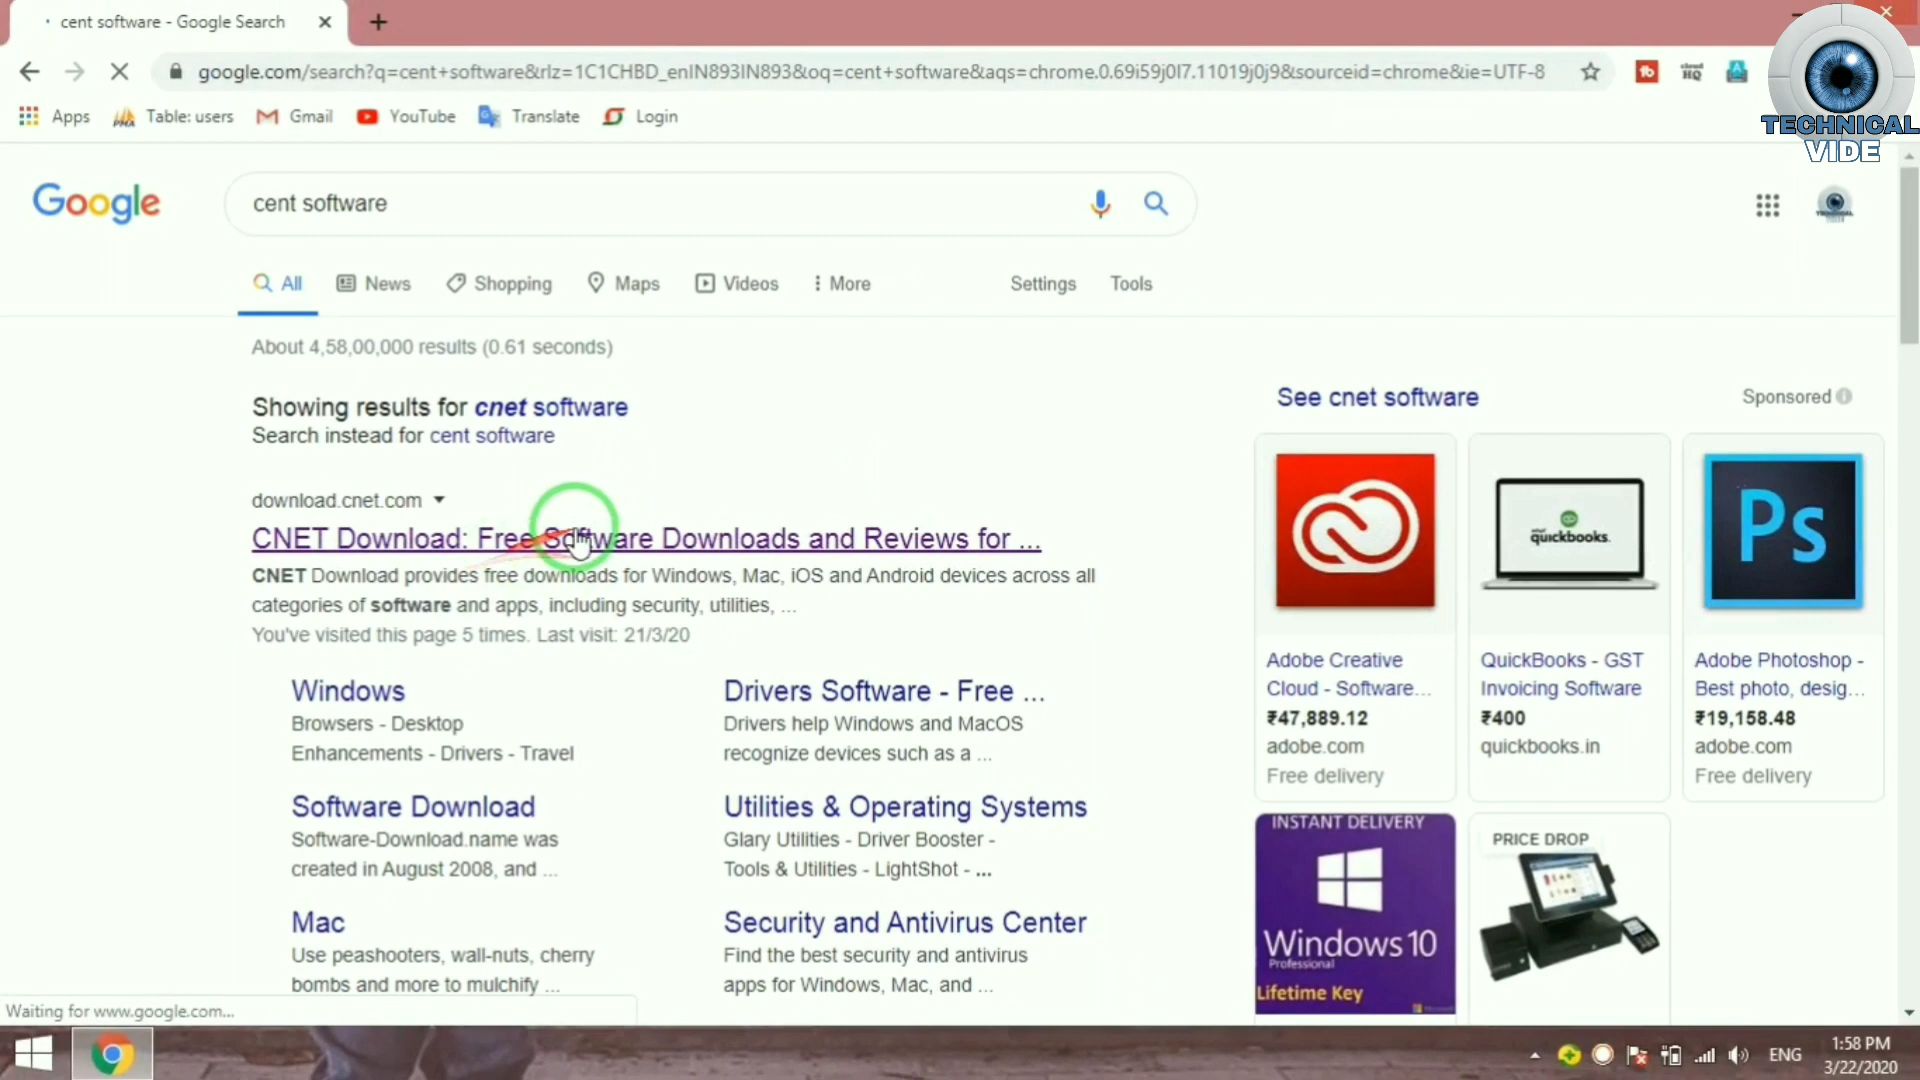 cent software - Google Search
google.com/search?q=cent+software&rlz=1C1CHBD_enIN893IN893&oq=cent+software&aqs=chrome.0.69i59j0l7.11019j0j9&sourceid=chrome&ie=UTF-8
Apps
Table: users
Gmail
YouTube
Translate
Login
TECHNICAL
VIDE
Google
cent software
All
News
Shopping
Maps
Videos
More
Settings
Tools
About 4,58,00,000 results (0.61 seconds)
Showing results for cnet software
Search instead for cent software
download.cnet.com
CNET Download: Free Software Downloads and Reviews for ...
CNET Download provides free downloads for Windows, Mac, iOS and Android devices across all
categories of software and apps, including security, utilities, ...
You've visited this page 5 times. Last visit: 21/3/20
Windows
Browsers - Desktop
Enhancements - Drivers - Travel
Drivers Software - Free ...
Drivers help Windows and MacOS
recognize devices such as a ...
Software Download
Software-Download.name was
created in August 2008, and ...
Utilities & Operating Systems
Glary Utilities - Driver Booster -
Tools & Utilities - LightShot - ...
Mac
Use peashooters, wall-nuts, cherry
bombs and more to mulchify ...
Security and Antivirus Center
Find the best security and antivirus
apps for Windows, Mac, and ...
See cnet software
Sponsored
Adobe Creative
Cloud - Software...
₹47,889.12
adobe.com
Free delivery
quickbooks.
QuickBooks - GST
Invoicing Software
₹400
quickbooks.in
Ps
Adobe Photoshop -
Best photo, desig...
₹19,158.48
adobe.com
Free delivery
INSTANT DELIVERY
Windows 10
Professional
Lifetime Key
PRICE DROP
Waiting for www.google.com...
ENG
1:58 PM
3/22/2020